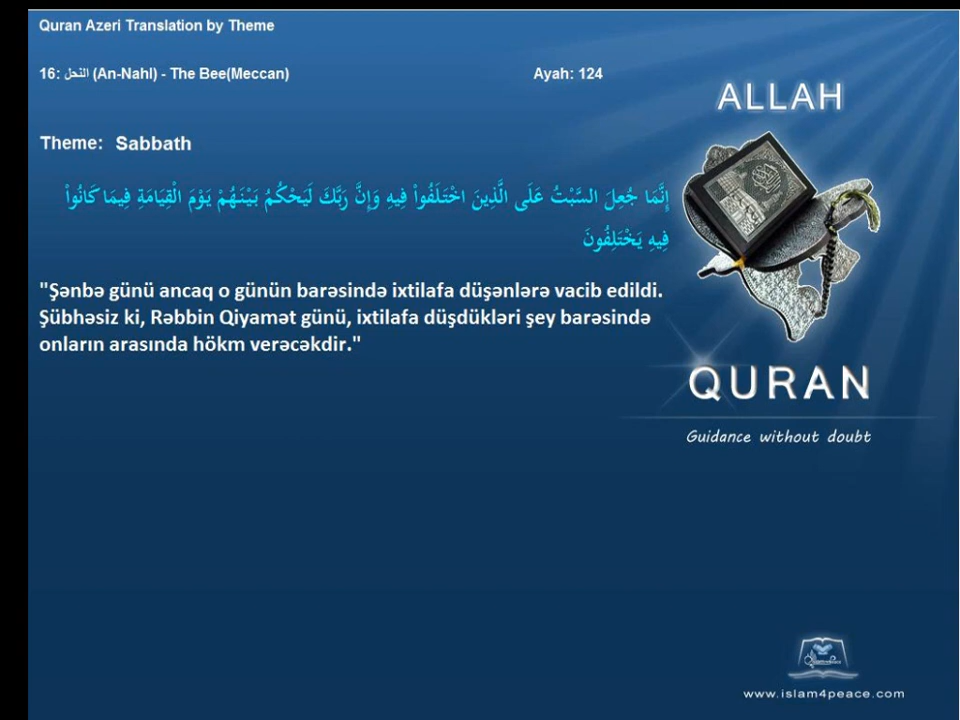 Quran Azeri Translation by Theme
16: النحل (An-Nahl) - The Bee(Meccan)
Ayah: 124
ALLAH
Theme: Sabbath
إِنَّمَا جُعِلَ السَّبْتُ عَلَى الَّذِينَ اخْتَلَفُواْ فِيهِ وَإِنَّ رَبَّكَ لَيَحْكُمُ بَيْنَهُمْ يَوْمَ الْقِيَامَةِ فِيمَا كَانُواْ
فِيهِ يَخْتَلِفُونَ
"Şənbə günü ancaq o günün barəsində ixtilafa düşənlərə vacib edildi.
Şübhəsiz ki, Rəbbin Qiyamət günü, ixtilafa düşdükləri şey barəsində
onların arasında hökm verəcəkdir."
QURAN
Guidance without doubt
www.islam4peace.com